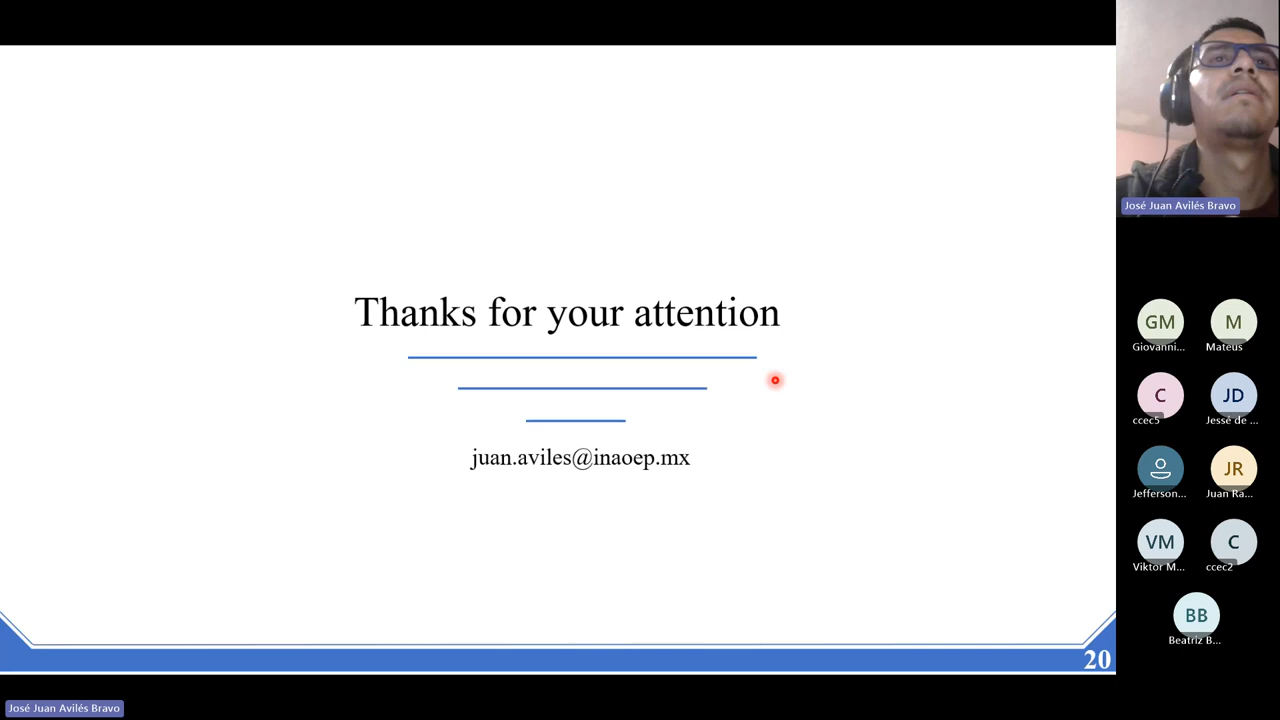 Thanks for your attention
juan.aviles@inaoep.mx
20
José Juan Avilés Bravo
José Juan Avilés Bravo
GM
M
Giovanni...
Mateus
C
JD
ccec5
Jessé de ...
JR
Jefferson...
Juan Ra...
VM
C
Viktor M...
ccec2
BB
Beatriz B...